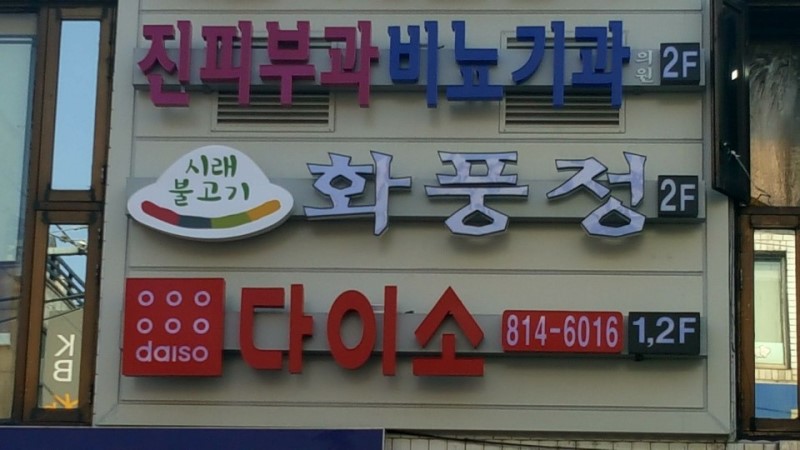 진피부과비뇨기과 의원 2F
시래
불고기
화풍정 2F
daiso 다이소 814-6016 1,2F
KB